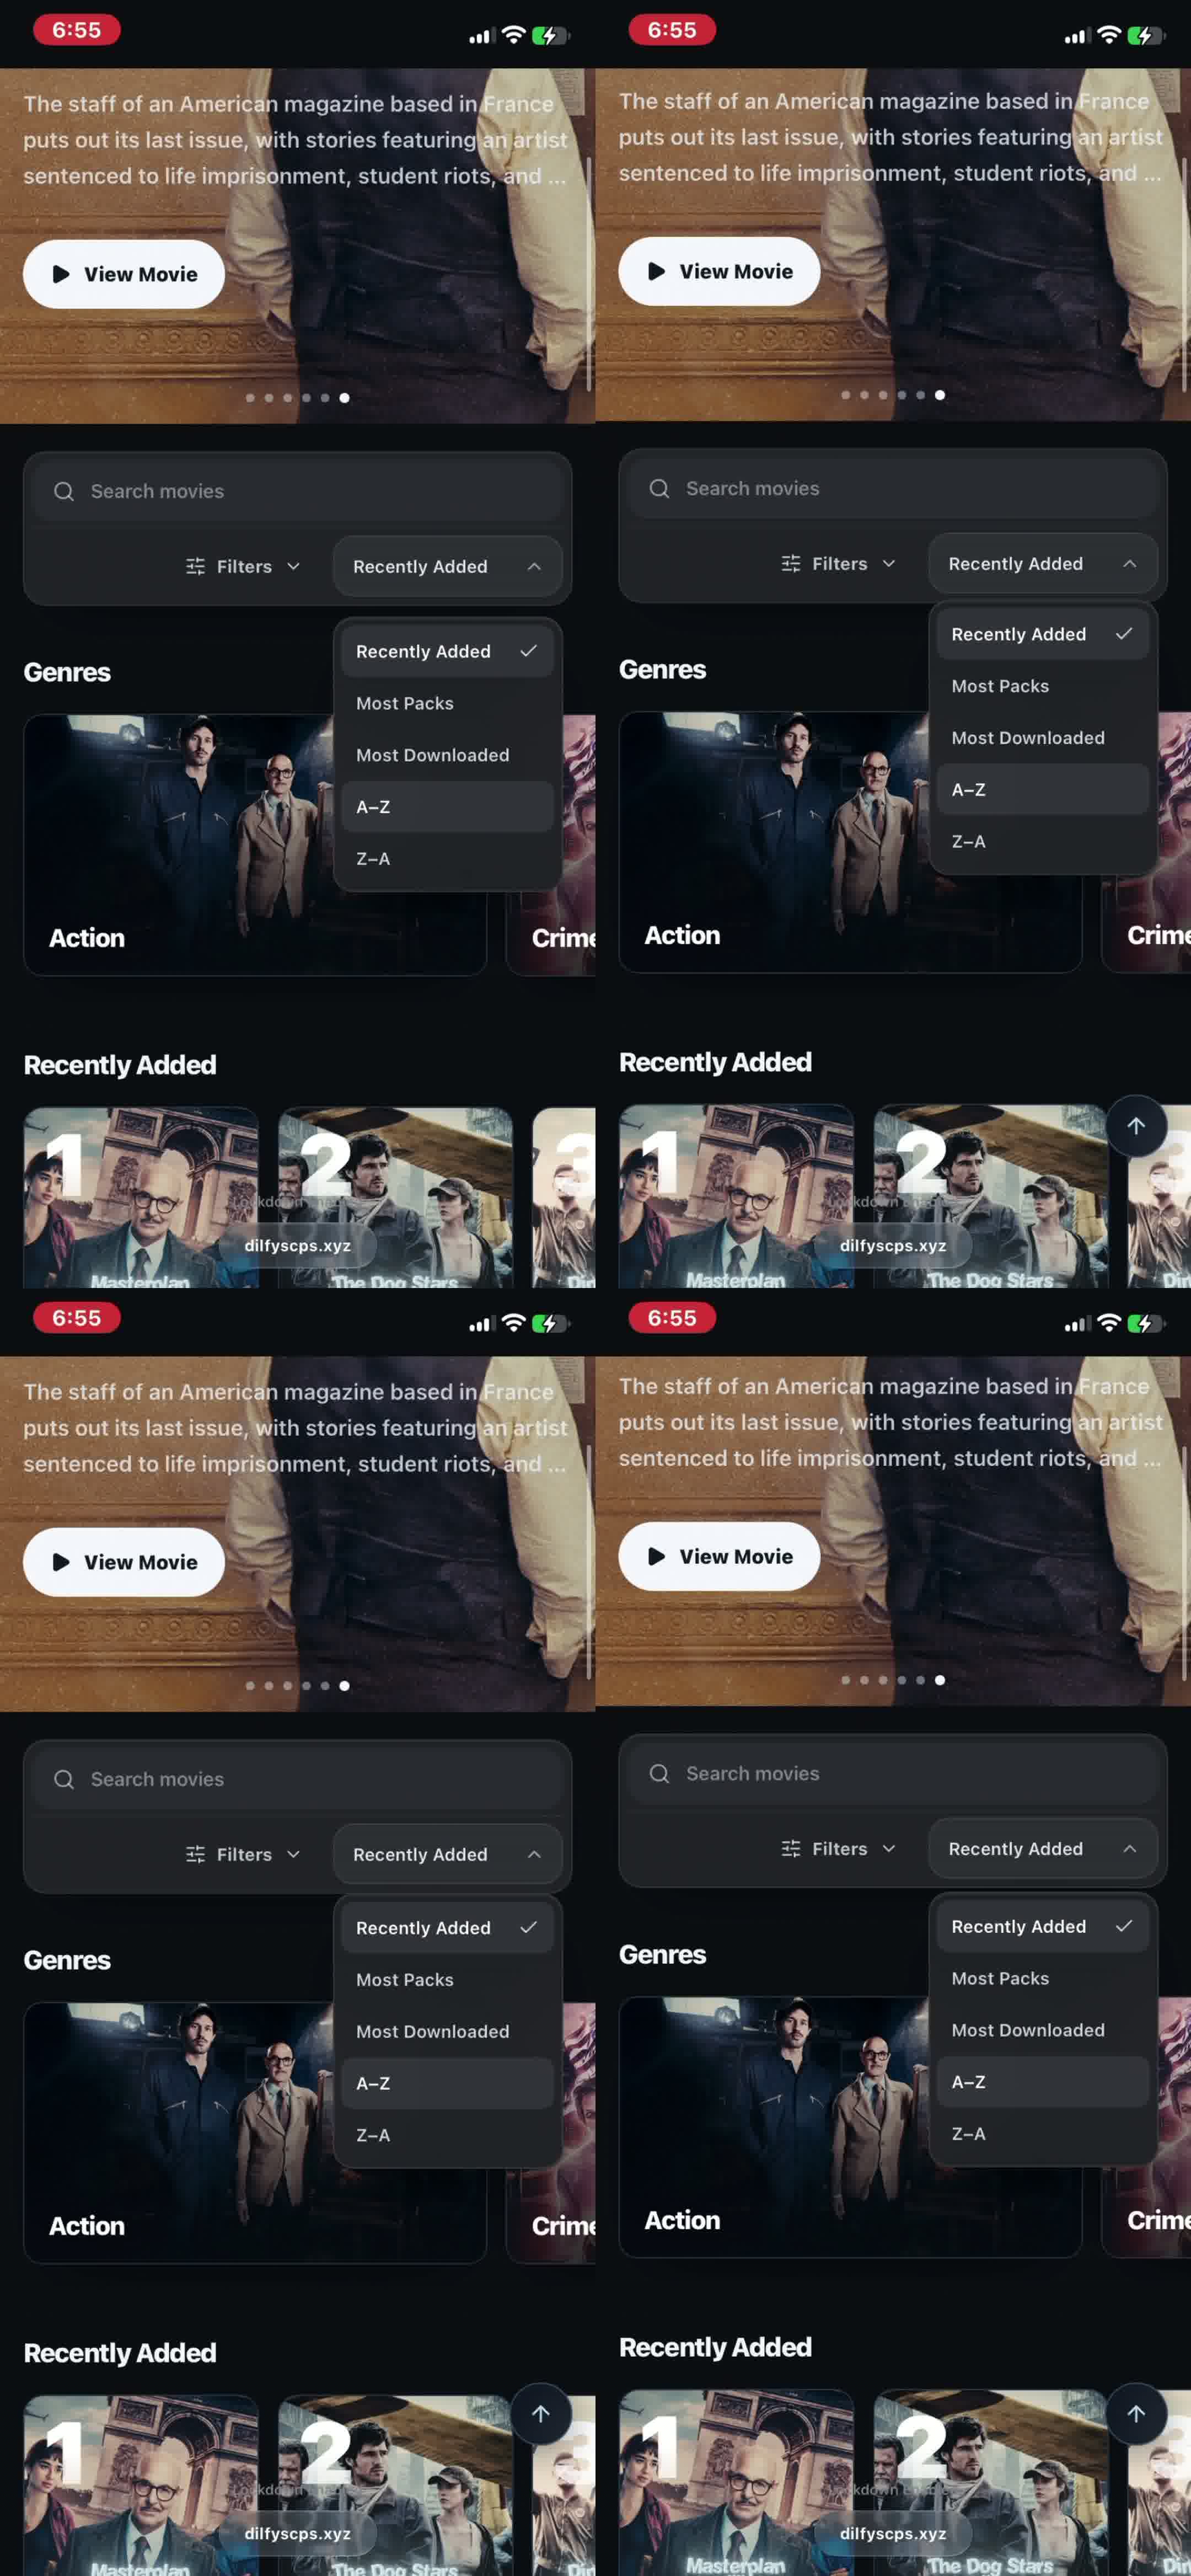 6:55
The staff of an American magazine based in France
puts out its last issue, with stories featuring an artist
sentenced to life imprisonment, student riots, and ...
View Movie
Search movies
Filters
Recently Added
Recently Added
Genres
Most Packs
Most Downloaded
A–Z
Z–A
Action
Crime
Recently Added
1
2
3
dilfyscps.xyz
Masterplan
The Dog Stars
6:55
The staff of an American magazine based in France
puts out its last issue, with stories featuring an artist
sentenced to life imprisonment, student riots, and ...
View Movie
Search movies
Filters
Recently Added
Recently Added
Genres
Most Packs
Most Downloaded
A–Z
Z–A
Action
Crime
Recently Added
1
2
3
dilfyscps.xyz
Masterplan
The Dog Stars
6:55
The staff of an American magazine based in France
puts out its last issue, with stories featuring an artist
sentenced to life imprisonment, student riots, and ...
View Movie
Search movies
Filters
Recently Added
Recently Added
Genres
Most Packs
Most Downloaded
A–Z
Z–A
Action
Crime
Recently Added
1
2
3
dilfyscps.xyz
Masterplan
The Dog Stars
6:55
The staff of an American magazine based in France
puts out its last issue, with stories featuring an artist
sentenced to life imprisonment, student riots, and ...
View Movie
Search movies
Filters
Recently Added
Recently Added
Genres
Most Packs
Most Downloaded
A–Z
Z–A
Action
Crime
Recently Added
1
2
3
dilfyscps.xyz
Masterplan
The Dog Stars